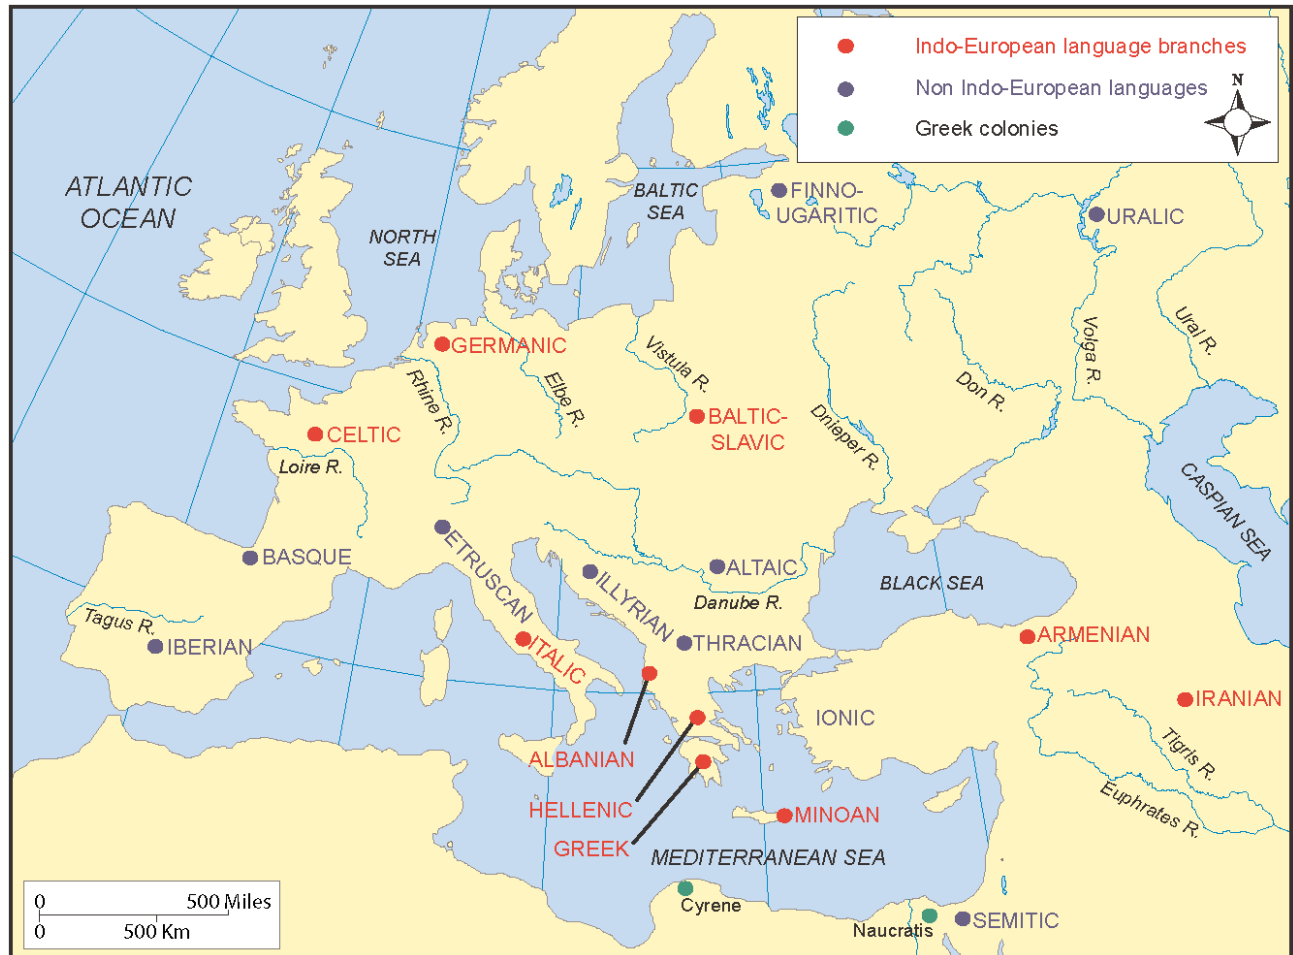 Indo-European language branches
Non Indo-European languages
Greek colonies
N
ATLANTIC
OCEAN
NORTH
SEA
BALTIC
SEA
FINNO-
UGARITIC
URALIC
GERMANIC
Rhine R.
Elbe R.
Vistula R.
Volga R.
Ural R.
Don R.
Dnieper R.
BALTIC-
SLAVIC
CELTIC
Loire R.
CASPIAN SEA
BASQUE
ETRUSCAN
ILLYRIAN
ALTAIC
Danube R.
BLACK SEA
Tagus R.
IBERIAN
ITALIC
THRACIAN
ARMENIAN
IRANIAN
IONIC
Tigris R.
Euphrates R.
ALBANIAN
HELLENIC
GREEK
MINOAN
MEDITERRANEAN SEA
Cyrene
Naucratis
SEMITIC
0 500 Miles
0 500 Km